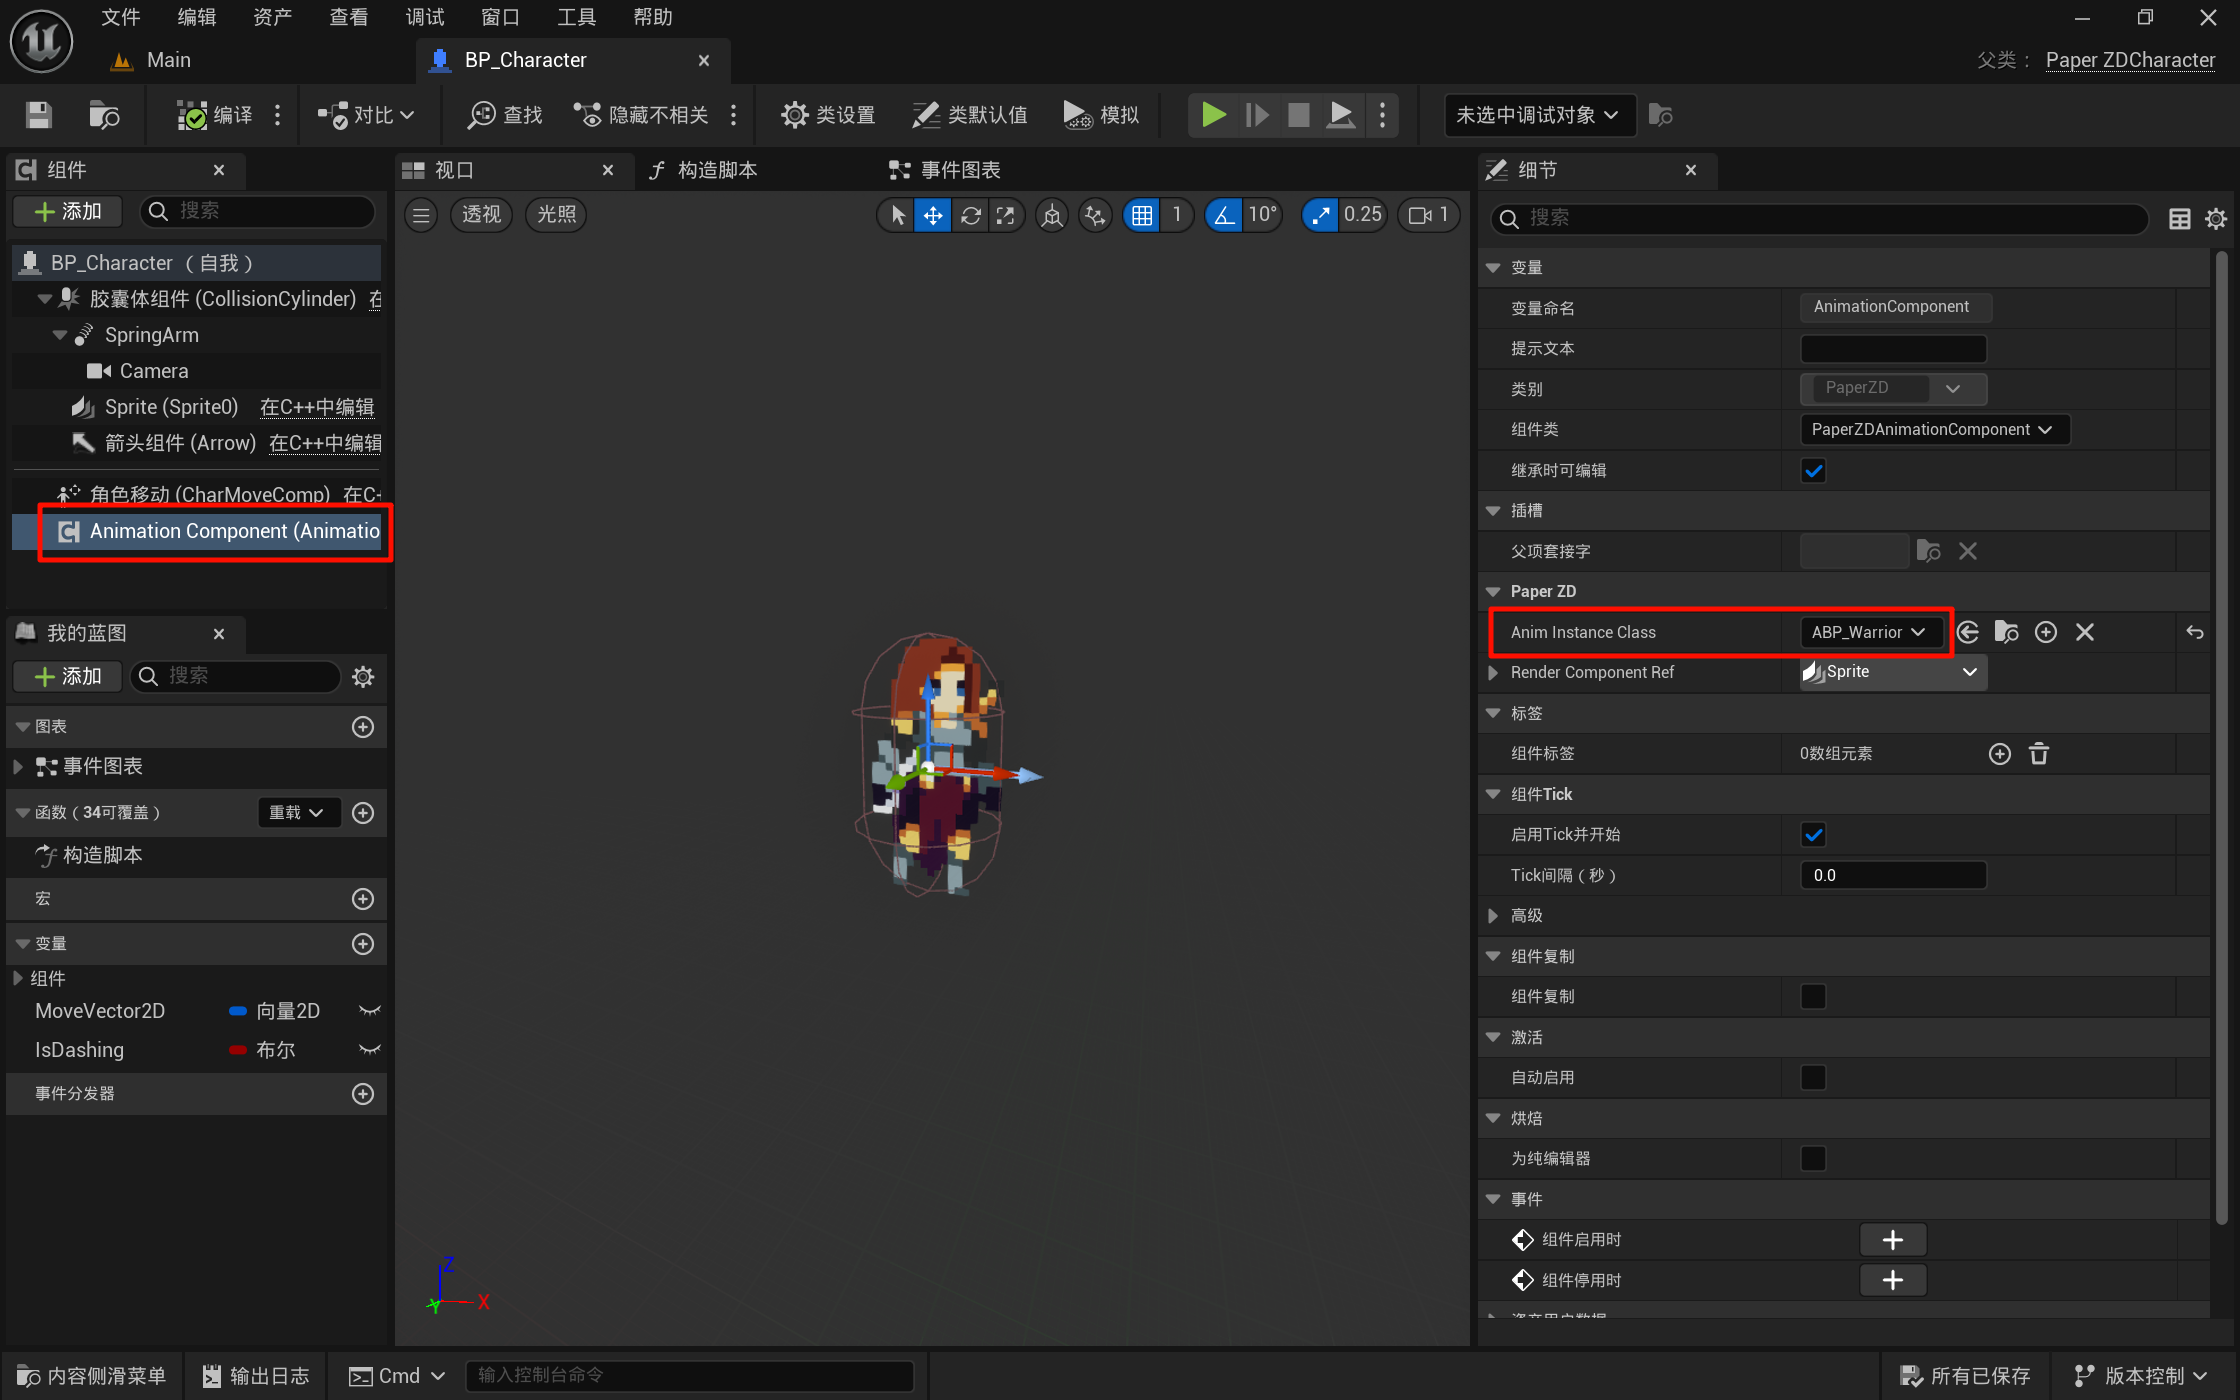 文件 编辑 资产 查看 调试 窗口 工具 帮助
Main BP_Character 父类： Paper ZDCharacter
编译 对比 查找 隐藏不相关 类设置 类默认值 模拟 未选中调试对象
组件
添加 搜索
BP_Character （自我）
胶囊体组件 (CollisionCylinder) 在
SpringArm
Camera
Sprite (Sprite0) 在C++中编辑
箭头组件 (Arrow) 在C++中编辑
角色移动 (CharMoveComp) 在C+
Animation Component (Animatio
我的蓝图
添加 搜索
图表
事件图表
函数（34可覆盖） 重载
构造脚本
宏
变量
组件
MoveVector2D 向量2D
IsDashing 布尔
事件分发器
视口 构造脚本 事件图表
透视 光照 1 10° 0.25 1
Z
Y X
细节
搜索
变量
变量命名 AnimationComponent
提示文本
类别 PaperZD
组件类 PaperZDAnimationComponent
继承时可编辑
插槽
父项套接字
Paper ZD
Anim Instance Class ABP_Warrior
Render Component Ref Sprite
标签
组件标签 0数组元素
组件Tick
启用Tick并开始
Tick间隔（秒） 0.0
高级
组件复制
组件复制
激活
自动启用
烘焙
为纯编辑器
事件
组件启用时
组件停用时
内容侧滑菜单 输出日志 Cmd 输入控制台命令 所有已保存 版本控制